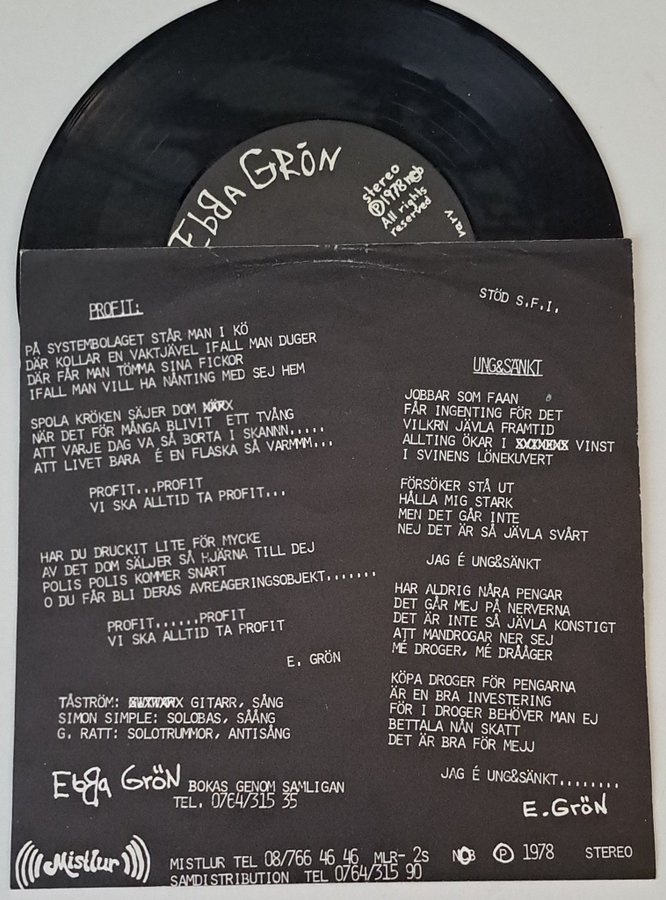 EBBA GRÖN
stereo
Ⓟ 1978 mcb
All rights
reserved
PROFIT:
PÅ SYSTEMBOLAGET STÅR MAN I KÖ
DÄR KOLLAR EN VAKTJÄVEL IFALL MAN DUGER
DÄR FÅR MAN TÖMMA SINA FICKOR
IFALL MAN VILL HA NÅNTING MED SEJ HEM
SPOLA KRÖKEN SÄJER DOM
NÄR DET FÖR MÅNGA BLIVIT ETT TVÅNG
ATT VARJE DAG VA SÅ BORTA I SKANNN.....
ATT LIVET BARA É EN FLASKA SÅ VARMMM...
PROFIT...PROFIT
VI SKA ALLTID TA PROFIT...
HAR DU DRUCKIT LITE FÖR MYCKE
AV DET DOM SÄLJER SÅ HJÄRNA TILL DEJ
POLIS POLIS KOMMER SNART
O DU FÅR BLI DERAS AVREAGERINGSOBJEKT.......
PROFIT......PROFIT
VI SKA ALLTID TA PROFIT
E. GRÖN
TÅSTRÖM: GITARR, SÅNG
SIMON SIMPLE: SOLOBAS, SÅÅNG
G. RATT: SOLOTRUMMOR, ANTISÅNG
EBBA GRÖN BOKAS GENOM SAMLIGAN
TEL. 0764/315 35
STÖD S.F.I.
UNG&SÄNKT
JOBBAR SOM FAAN
FÅR INGENTING FÖR DET
VILKRN JÄVLA FRAMTID
ALLTING ÖKAR I VINST
I SVINENS LÖNEKUVERT
FÖRSÖKER STÅ UT
HÅLLA MIG STARK
MEN DET GÅR INTE
NEJ DET ÄR SÅ JÄVLA SVÅRT
JAG É UNG&SÄNKT
HAR ALDRIG NÅRA PENGAR
DET GÅR MEJ PÅ NERVERNA
DET ÄR INTE SÅ JÄVLA KONSTIGT
ATT MANDROGAR NER SEJ
MÉ DROGER, MÉ DRÅÅGER
KÖPA DROGER FÖR PENGARNA
ÄR EN BRA INVESTERING
FÖR I DROGER BEHÖVER MAN EJ
BETTALA NÅN SKATT
DET ÄR BRA FÖR MEJJ
JAG É UNG&SÄNKT........
E.GRÖN
Mistlur
MISTLUR TEL 08/766 46 46 MLR- 2s NCB Ⓟ 1978 STEREO
SAMDISTRIBUTION TEL 0764/315 90